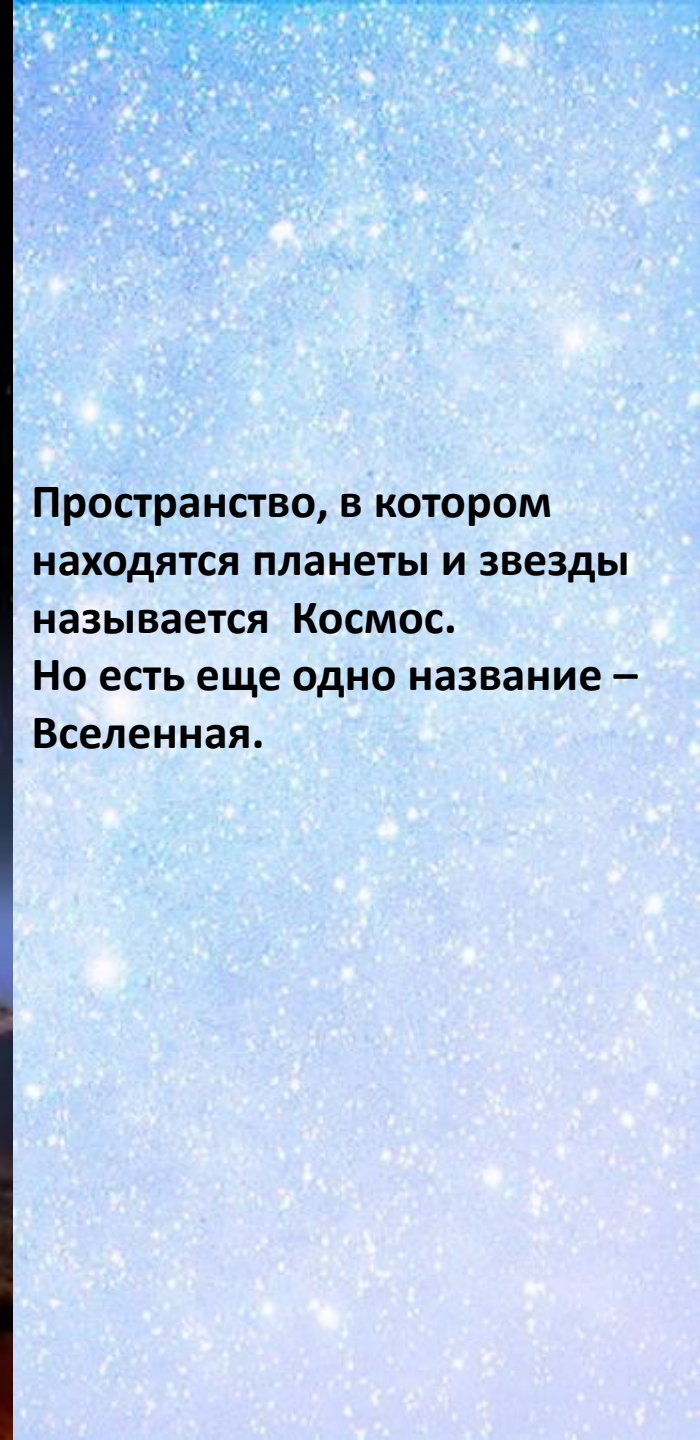 Пространство, в котором
находятся планеты и звезды
называется  Космос.
Но есть еще одно название –
Вселенная.